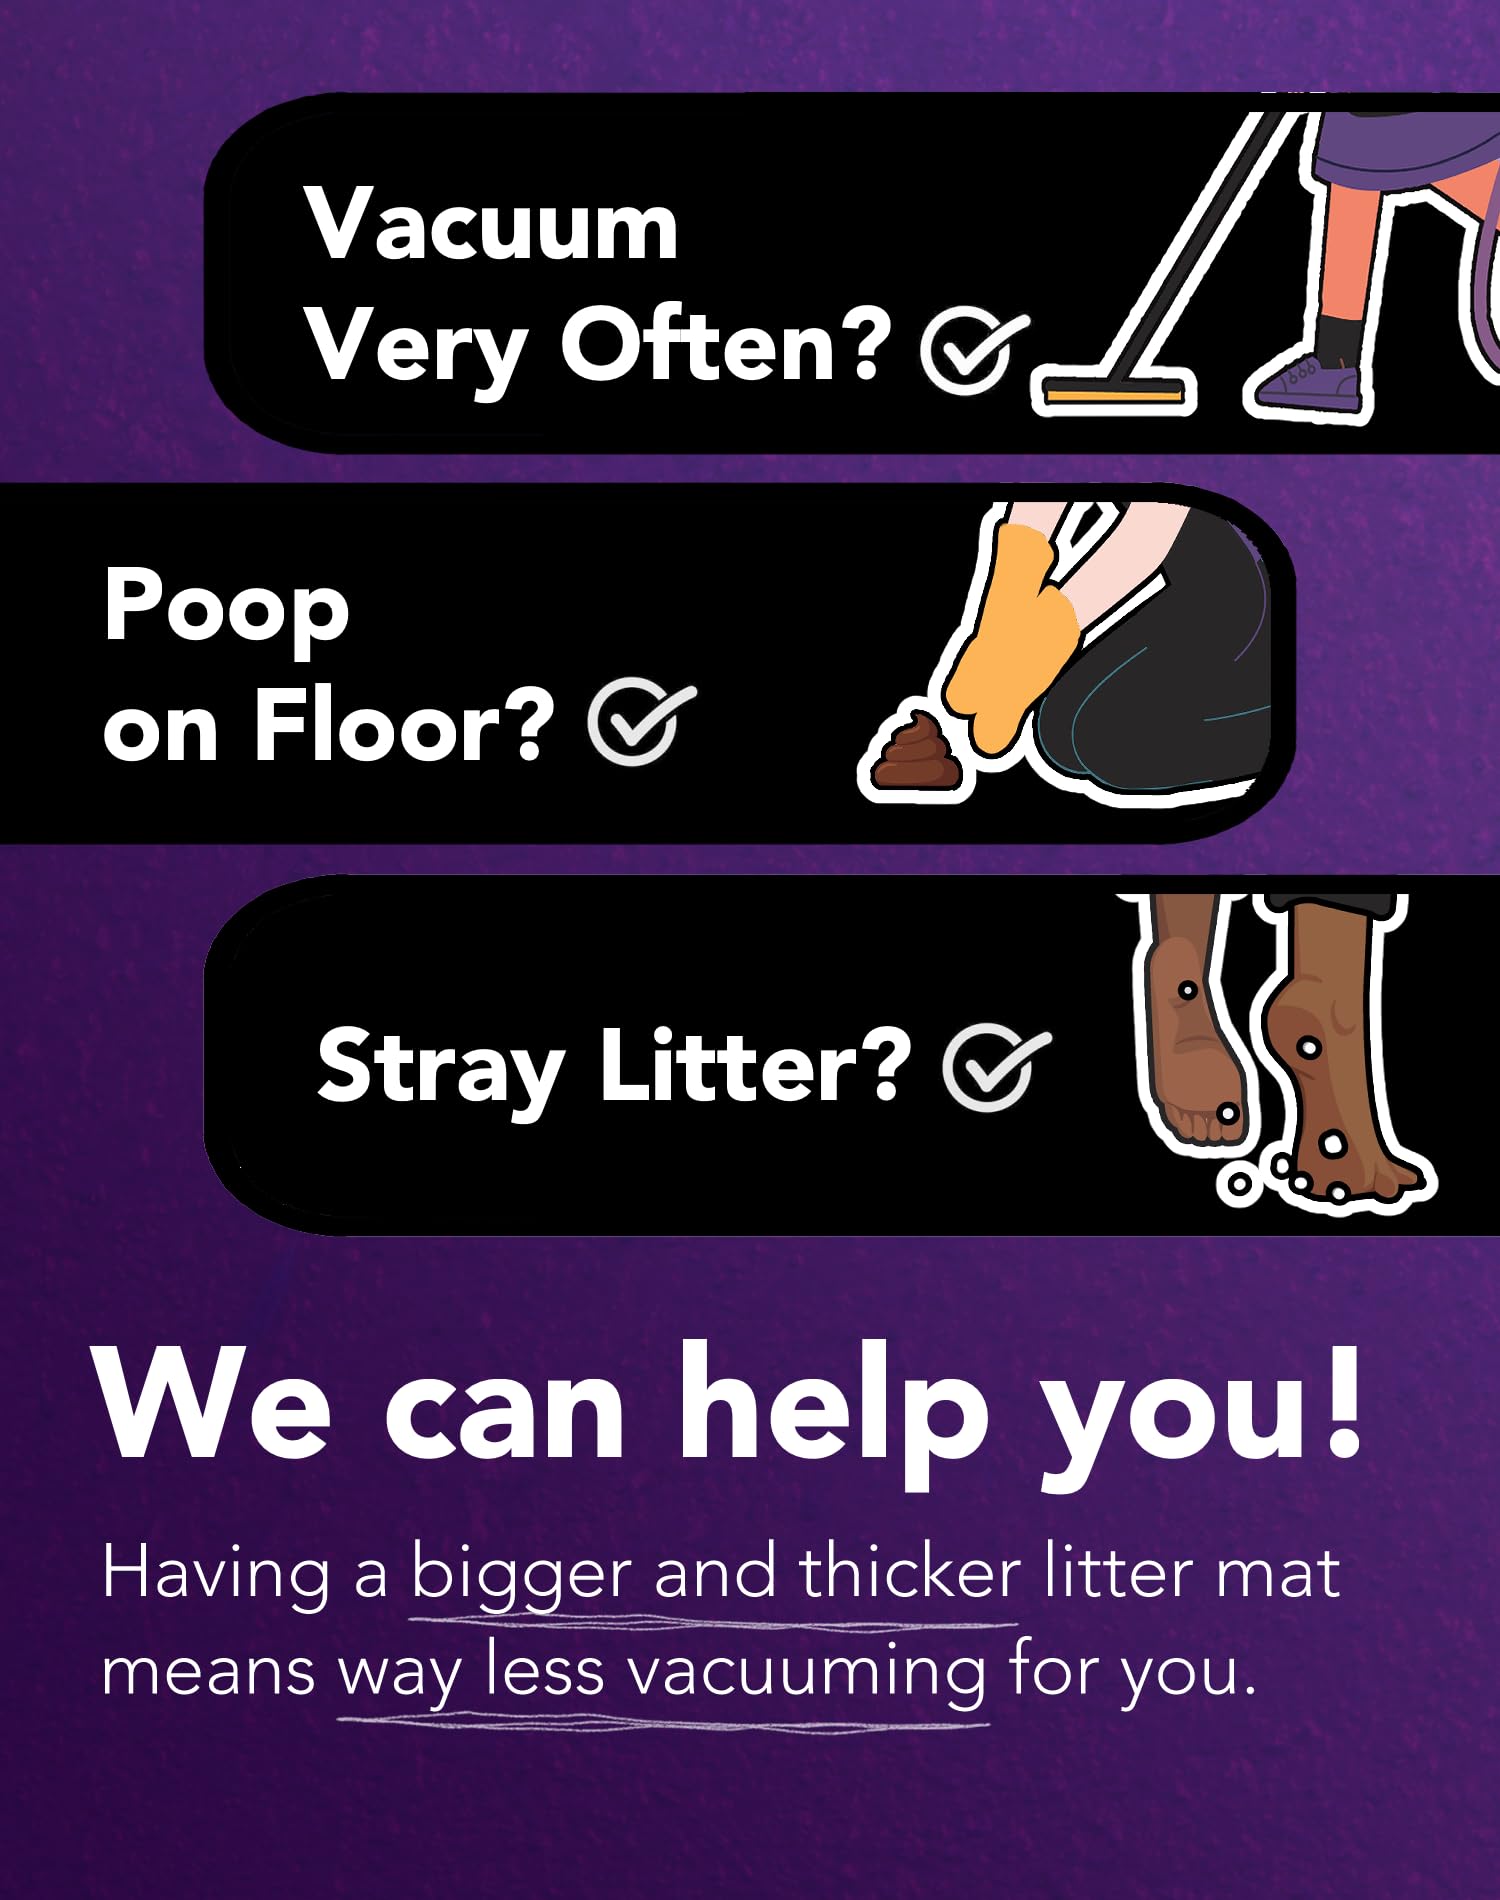 Vacuum
Very Often?
Poop
on Floor?
Stray Litter?
We can help you!
Having a bigger and thicker litter mat
means way less vacuuming for you.